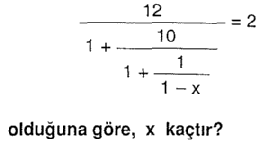 12
1 + 10
1 + 1
1 − x
= 2
olduğuna göre, x kaçtır?